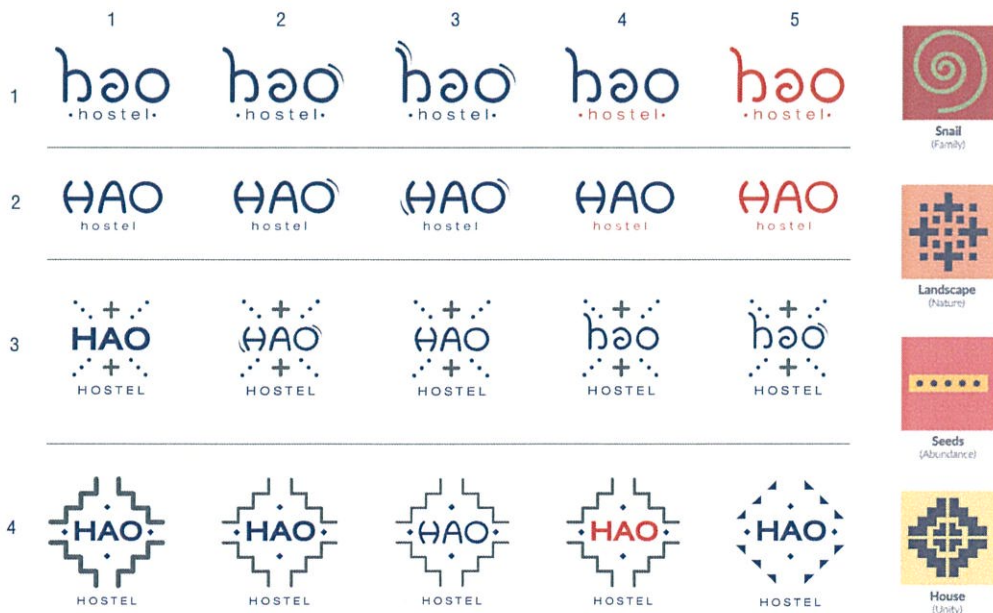 1 2 3 4 5
1
hao hao hao hao hao
•hostel• •hostel• •hostel• •hostel• •hostel•
Snail
(Family)
2
HAO HAO HAO HAO HAO
hostel hostel hostel hostel hostel
Landscape
(Nature)
3
HAO HAO HAO hao hao
HOSTEL HOSTEL HOSTEL HOSTEL HOSTEL
Seeds
(Abundance)
4
HAO HAO HAO HAO HAO
HOSTEL HOSTEL HOSTEL HOSTEL HOSTEL
House
(Unity)